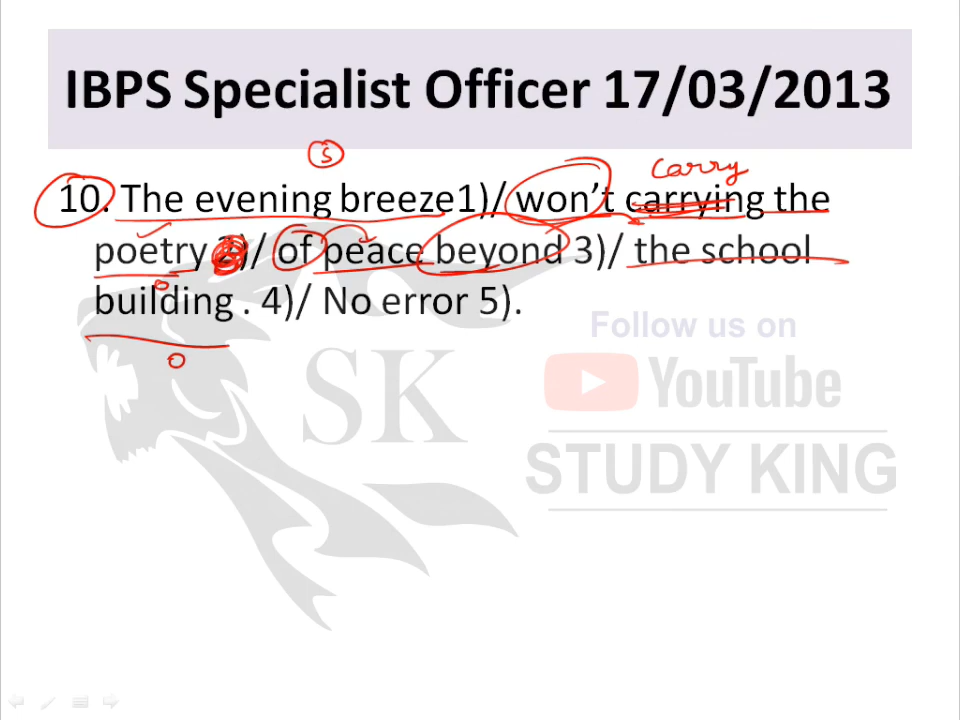 IBPS Specialist Officer 17/03/2013
S
carry
10. The evening breeze1)/ won't carrying the
poetry 2)/ of peace beyond 3)/ the school
o
building . 4)/ No error 5).
o
Follow us on
YouTube
SK
STUDY KING